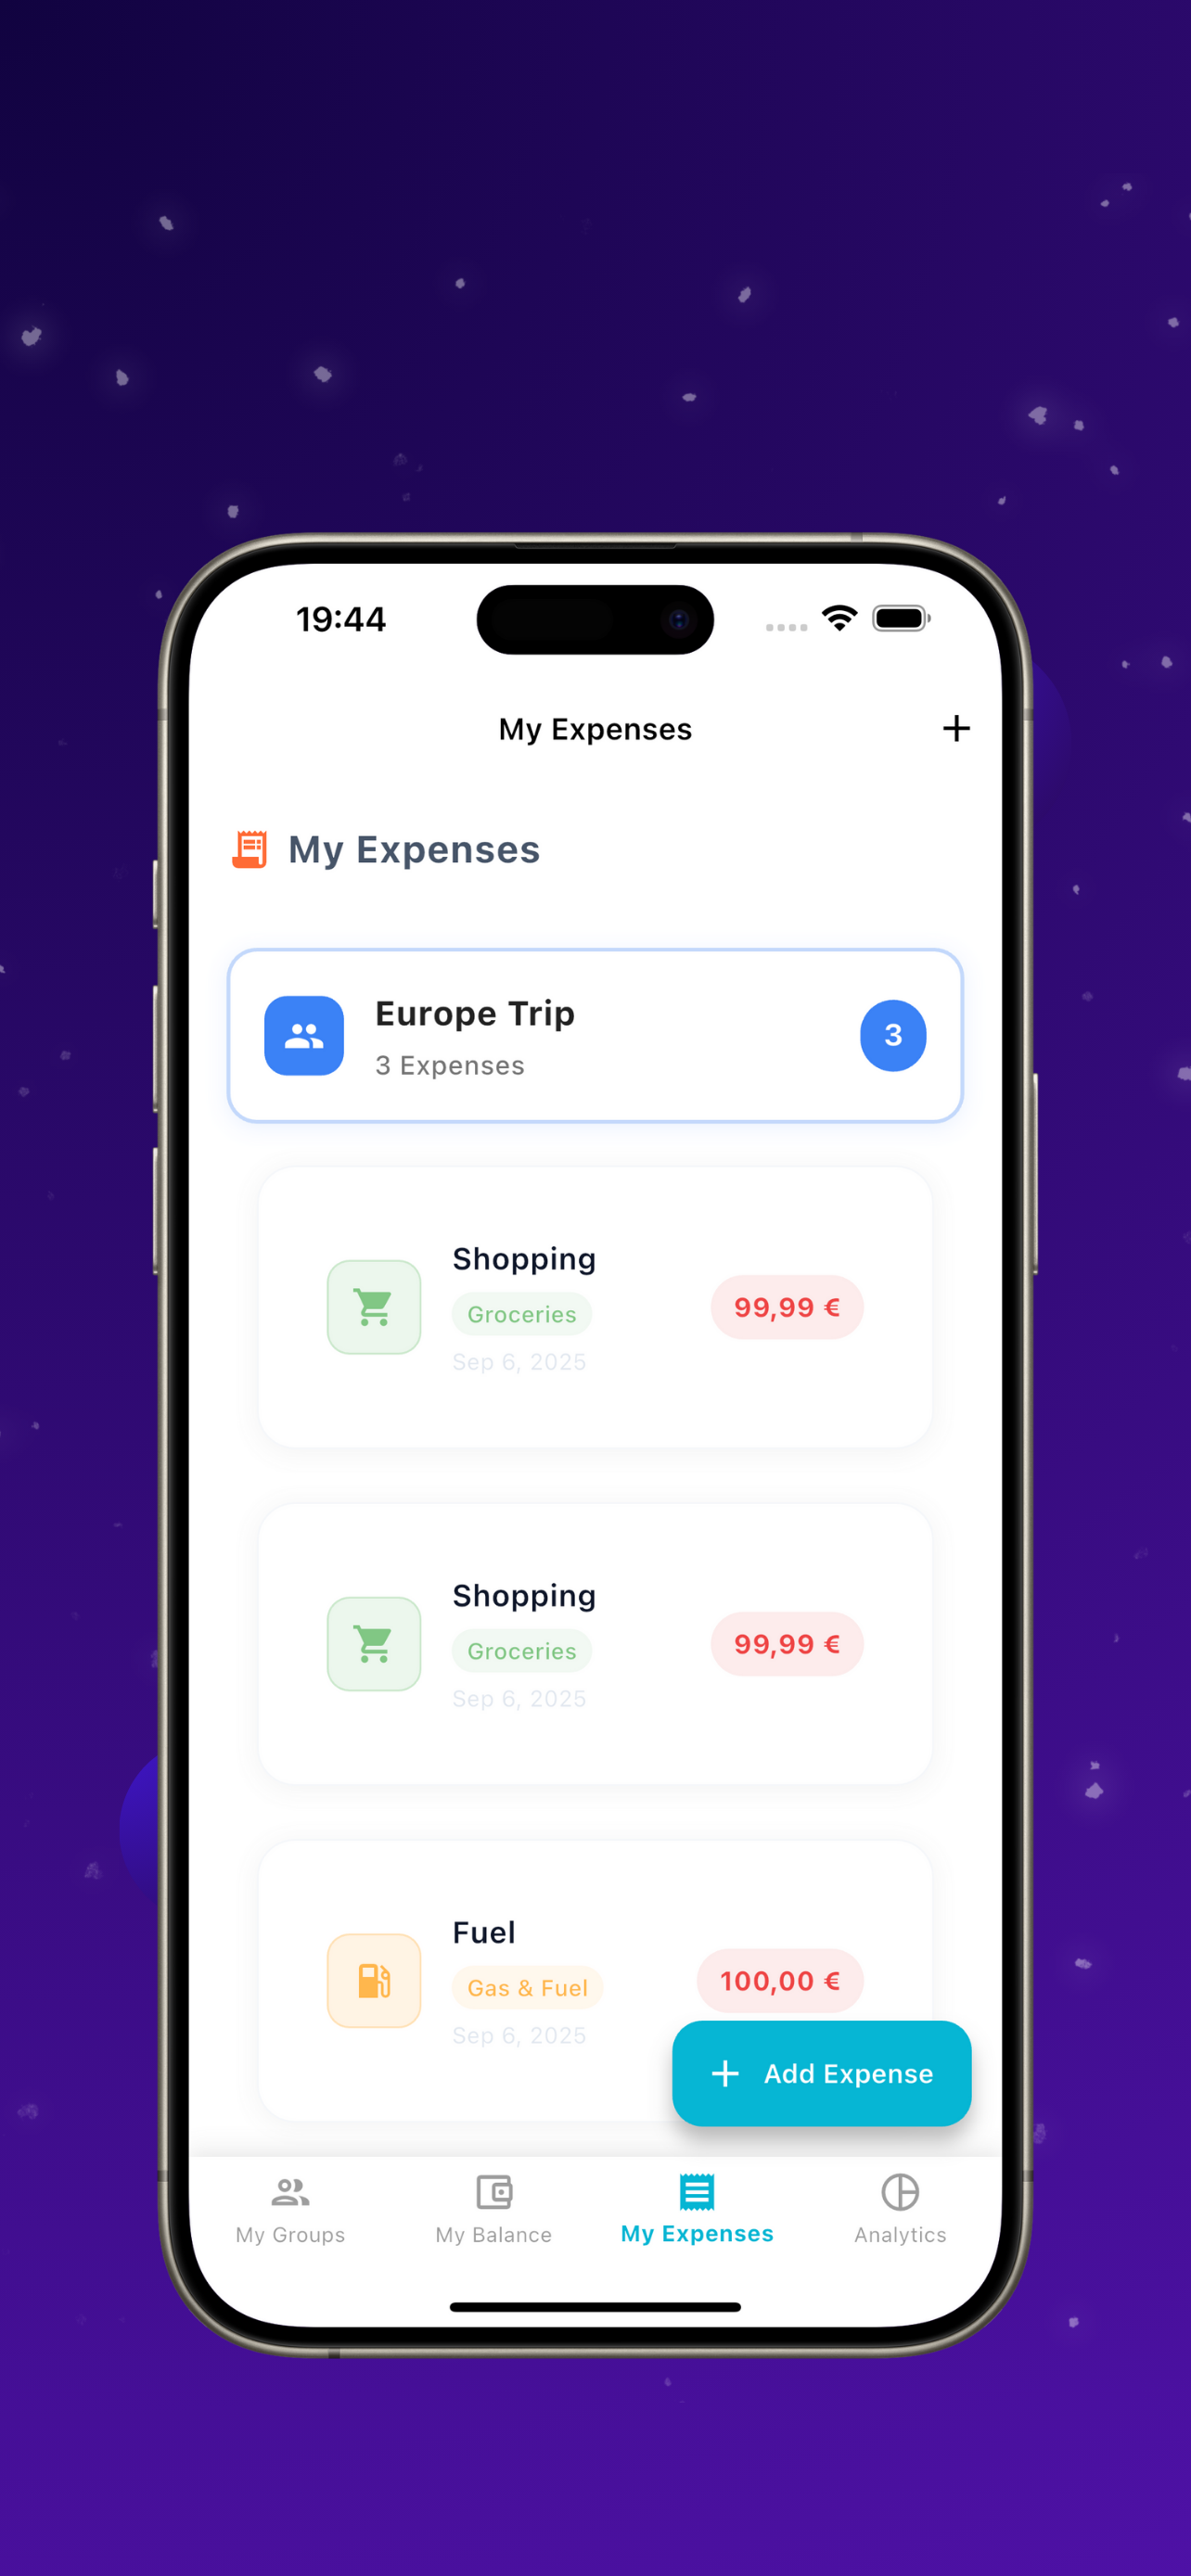 19:44
My Expenses
My Expenses
Europe Trip
3 Expenses
3
Shopping
Groceries
Sep 6, 2025
99,99 €
Shopping
Groceries
Sep 6, 2025
99,99 €
Fuel
Gas & Fuel
Sep 6, 2025
100,00 €
Add Expense
My Groups
My Balance
My Expenses
Analytics